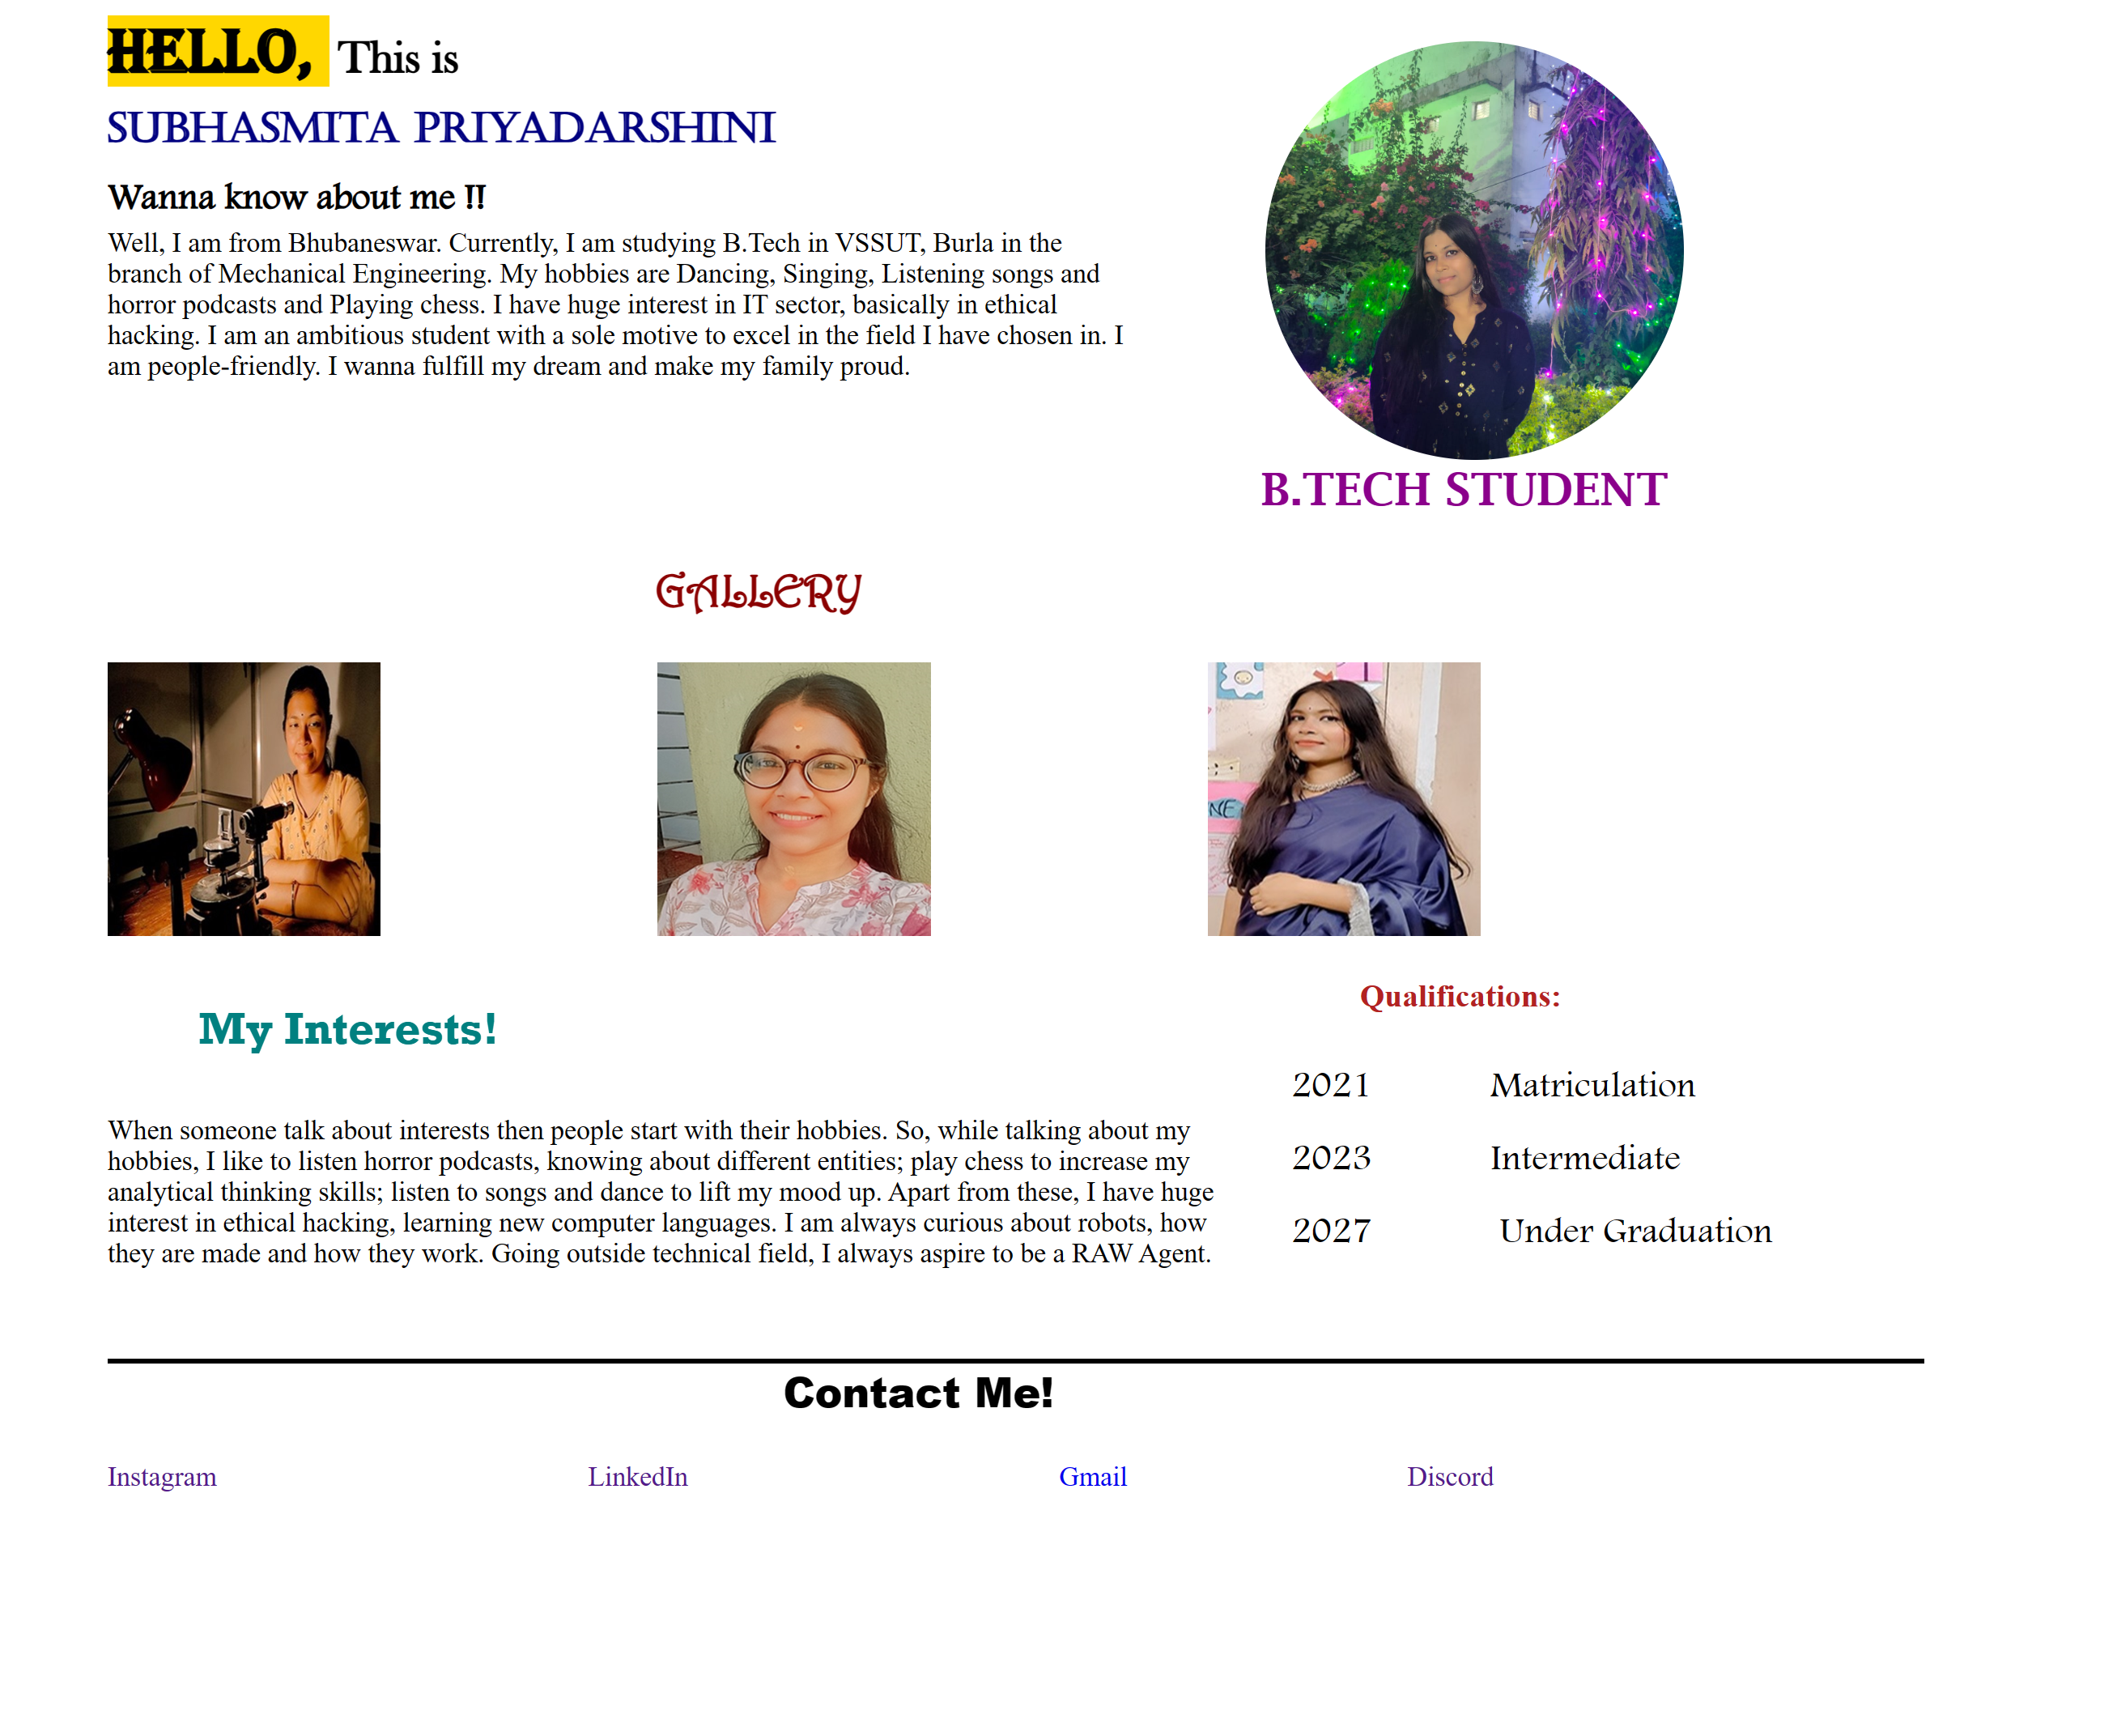 HELLO, This is
SUBHASMITA PRIYADARSHINI
Wanna know about me !!
Well, I am from Bhubaneswar. Currently, I am studying B.Tech in VSSUT, Burla in the
branch of Mechanical Engineering. My hobbies are Dancing, Singing, Listening songs and
horror podcasts and Playing chess. I have huge interest in IT sector, basically in ethical
hacking. I am an ambitious student with a sole motive to excel in the field I have chosen in. I
am people-friendly. I wanna fulfill my dream and make my family proud.
B.TECH STUDENT
GALLERY
NE
My Interests!
When someone talk about interests then people start with their hobbies. So, while talking about my
hobbies, I like to listen horror podcasts, knowing about different entities; play chess to increase my
analytical thinking skills; listen to songs and dance to lift my mood up. Apart from these, I have huge
interest in ethical hacking, learning new computer languages. I am always curious about robots, how
they are made and how they work. Going outside technical field, I always aspire to be a RAW Agent.
Qualifications:
2021 Matriculation
2023 Intermediate
2027 Under Graduation
Contact Me!
Instagram LinkedIn Gmail Discord